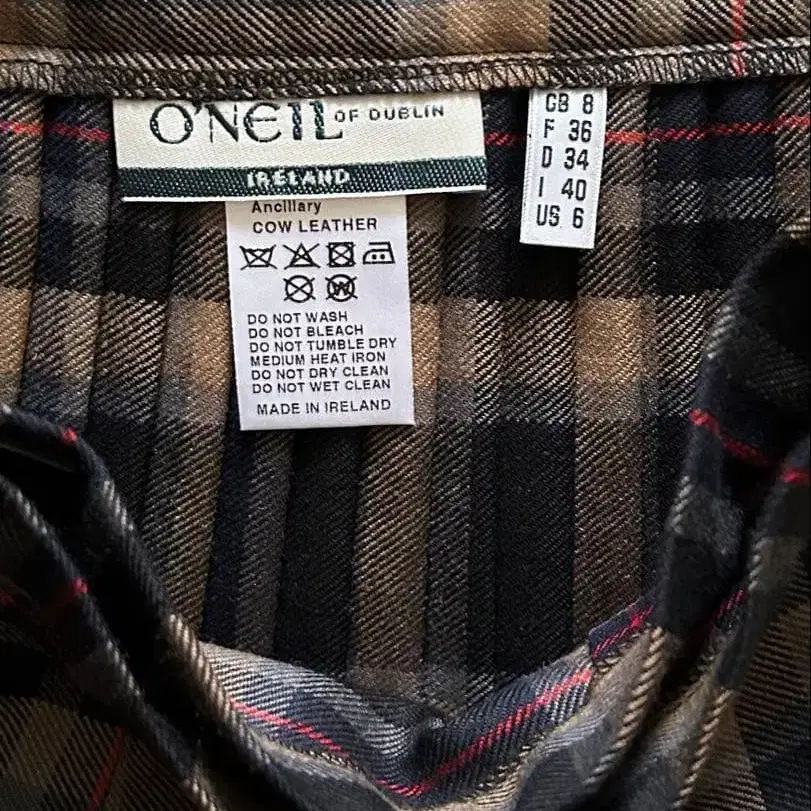 O'NEIL OF DUBLIN
IRELAND
GB 8
F 36
D 34
I 40
US 6
Ancillary
COW LEATHER
W
DO NOT WASH
DO NOT BLEACH
DO NOT TUMBLE DRY
MEDIUM HEAT IRON
DO NOT DRY CLEAN
DO NOT WET CLEAN
MADE IN IRELAND